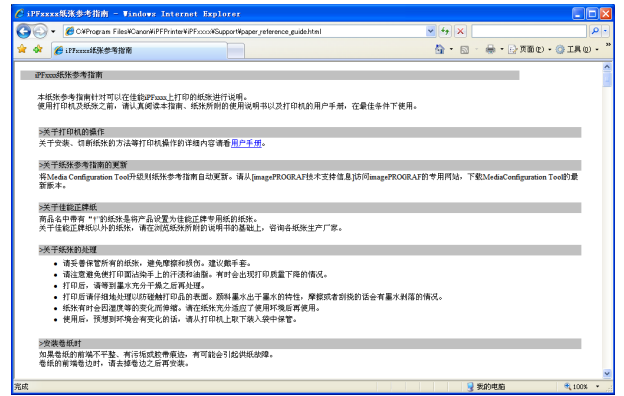 iPFxxxx纸张参考指南 - Windows Internet Explorer
C:¥Program Files¥Canon¥iPFPrinter¥iPFxxxx¥Support¥paper_reference_guide.html
iPFxxxx纸张参考指南
页面(P)
工具(O)
iPFxxxx纸张参考指南
本纸张参考指南针对可以在佳能iPFxxxx上打印的纸张进行说明。
使用打印机及纸张之前，请认真阅读本指南、纸张所附的使用说明书以及打印机的用户手册，在最佳条件下使用。
>关于打印机的操作
关于安装、切断纸张的方法等打印机操作的详细内容请看用户手册。
>关于纸张参考指南的更新
将Media Configuration Tool升级则纸张参考指南自动更新。请从[imagePROGRAF技术支持信息]访问imagePROGRAF的专用网站，下载MediaConfiguration Tool的最
新版本。
>关于佳能正牌纸
商品名中带有 "†"的纸张是将产品设置为佳能正牌专用纸的纸张。
关于佳能正牌纸以外的纸张，请在浏览纸张所附的说明书的基础上，咨询各纸张生产厂家。
>关于纸张的处理
• 请妥善保管所有的纸张，避免摩擦和损伤。建议戴手套。
• 请注意避免使打印面沾染手上的汗渍和油脂。有时会出现打印质量下降的情况。
• 打印后，请等到墨水充分干燥之后再处理。
• 打印后请仔细地处理以防碰触打印品的表面。颜料墨水出于墨水的特性，摩擦或者刮挠的话会有墨水剥落的情况。
• 纸张有时会因湿度等的变化而伸缩。请在纸张充分适应了使用环境后再使用。
• 使用后，预想到环境会有变化的话，请从打印机上取下装入袋中保管。
>安装卷纸时
如果卷纸的前端不平整、有污垢或胶带痕迹，有可能会引起供纸故障。
卷纸的前端卷边时，请去掉卷边之后再安装。
完成
我的电脑
100%